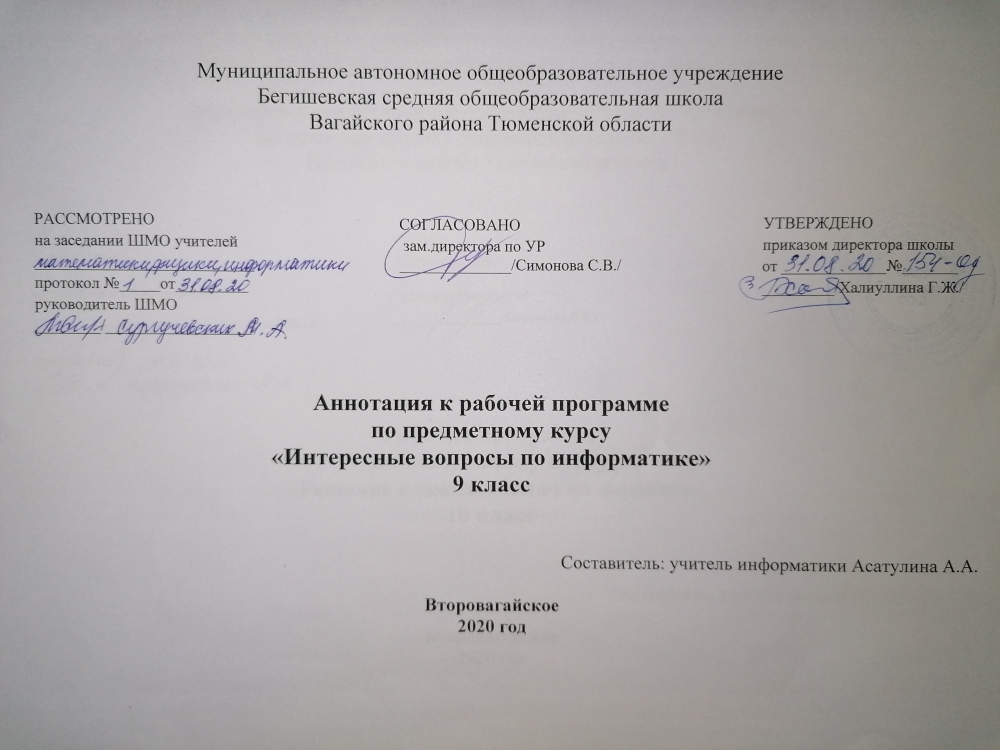 Муниципальное автономное общеобразовательное учреждение
Бегишевская средняя общеобразовательная школа
Вагайского района Тюменской области
РАССМОТРЕНО
на заседании ШМО учителей
математики, физики, информатики
протокол № 1 от 31.08.20
руководитель ШМО
Сургучевских М.А.
СОГЛАСОВАНО
зам.директора по УР
/Симонова С.В./
УТВЕРЖДЕНО
приказом директора школы
от 31.08.20 № 154-од
/Халиуллина Г.Ж./
Аннотация к рабочей программе
по предметному курсу
«Интересные вопросы по информатике»
9 класс
Составитель: учитель информатики Асатулина А.А.
Второвагайское
2020 год